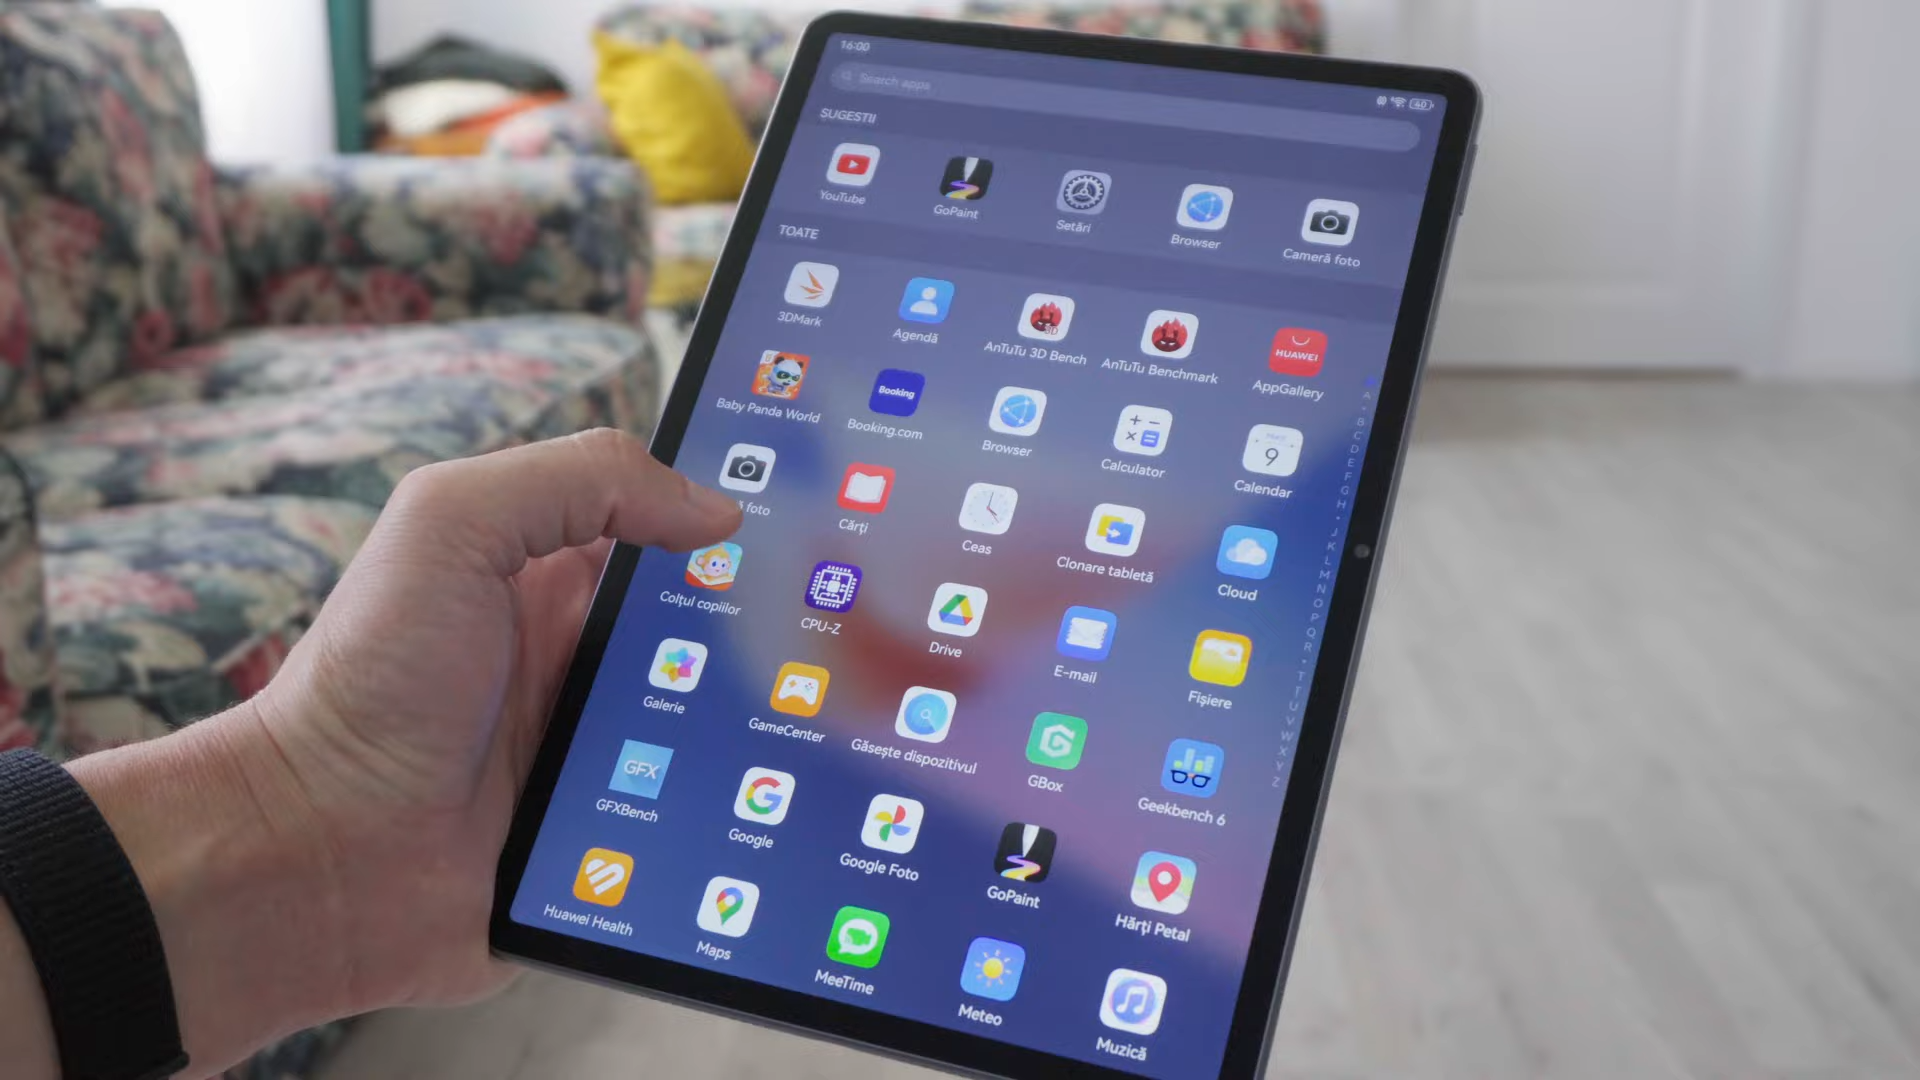 16:00
40
Search apps
SUGESTII
YouTube
GoPaint
Setări
Browser
Cameră foto
TOATE
3DMark
Agendă
3D
AnTuTu 3D Bench
AnTuTu Benchmark
HUAWEI
AppGallery
Baby Panda World
Booking
Booking.com
Browser
Calculator
9
Calendar
foto
Cărți
Ceas
Clonare tabletă
Cloud
Colțul copiilor
CPU-Z
Drive
E-mail
Fișiere
Galerie
GameCenter
Găsește dispozitivul
GBox
Geekbench 6
GFX
GFXBench
Google
Google Foto
GoPaint
Hărți Petal
Huawei Health
Maps
MeeTime
Meteo
Muzică
A
B
C
D
E
F
G
H
J
K
L
M
N
O
P
Q
R
T
Ț
U
V
W
X
Y
Z